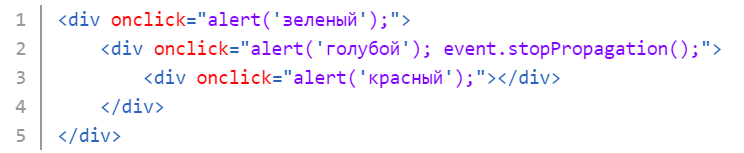 1 <div onclick="alert('зеленый');">
2     <div onclick="alert('голубой'); event.stopPropagation();">
3         <div onclick="alert('красный');"></div>
4     </div>
5 </div>